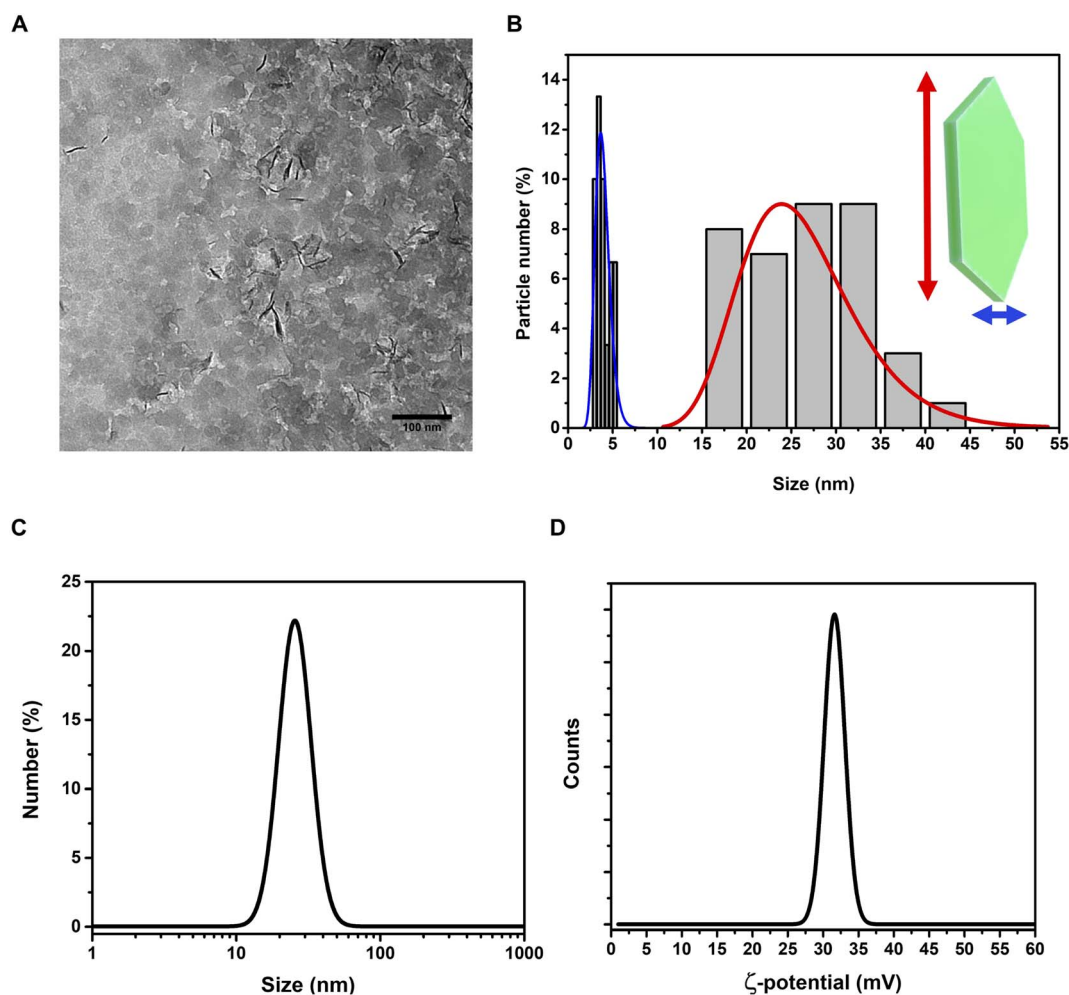 A
100 nm
B
Particle number (%)
14
12
10
8
6
4
2
0
0 5 10 15 20 25 30 35 40 45 50 55
Size (nm)
C
Number (%)
25
20
15
10
5
0
1 10 100 1000
Size (nm)
D
Counts
0 5 10 15 20 25 30 35 40 45 50 55 60
ζ-potential (mV)